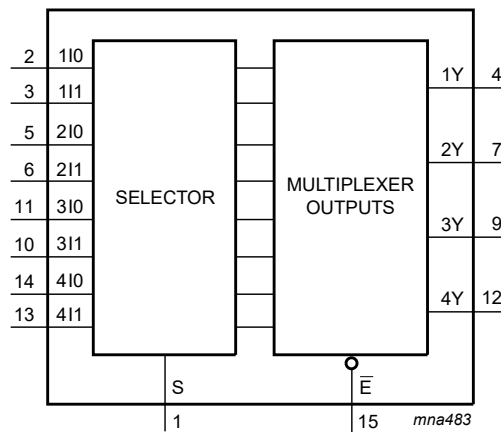 2 1I0
3 1I1
5 2I0
6 2I1
11 3I0
10 3I1
14 4I0
13 4I1
SELECTOR
MULTIPLEXER
OUTPUTS
1Y 4
2Y 7
3Y 9
4Y 12
S
1
E̅
15
mna483